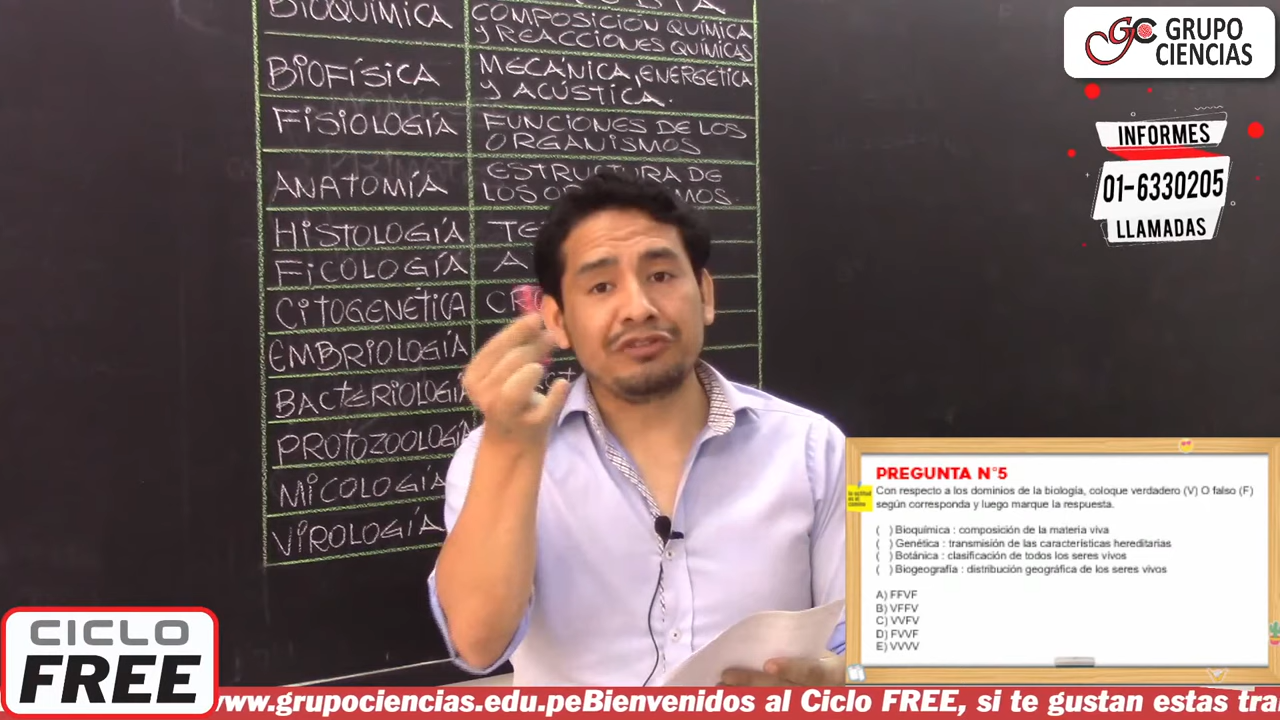 BIOQUÍMICA
COMPOSICIÓN QUÍMICA
Y REACCIONES QUÍMICAS
BIOFÍSICA
MECÁNICA, ENERGÉTICA
Y ACÚSTICA.
FISIOLOGÍA
FUNCIONES DE LOS
ORGANISMOS
ANATOMÍA
ESTRUCTURA DE
LOS
HISTOLOGÍA
FICOLOGÍA
CITOGENÉTICA
EMBRIOLOGÍA
BACTERIOLOGÍA
PROTOZOOLOGÍA
MICOLOGÍA
VIROLOGÍA
GC GRUPO
CIENCIAS
INFORMES
01-6330205
LLAMADAS
PREGUNTA N°5
Con respecto a los dominios de la biología, coloque verdadero (V) O falso (F)
según corresponda y luego marque la respuesta.
( ) Bioquímica : composición de la materia viva
( ) Genética : transmisión de las características hereditarias
( ) Botánica : clasificación de todos los seres vivos
( ) Biogeografía : distribución geográfica de los seres vivos
A) FFVF
B) VFFV
C) VVFV
D) FVVF
E) VVVV
CICLO
FREE
www.grupociencias.edu.peBienvenidos al Ciclo FREE, si te gustan estas tra